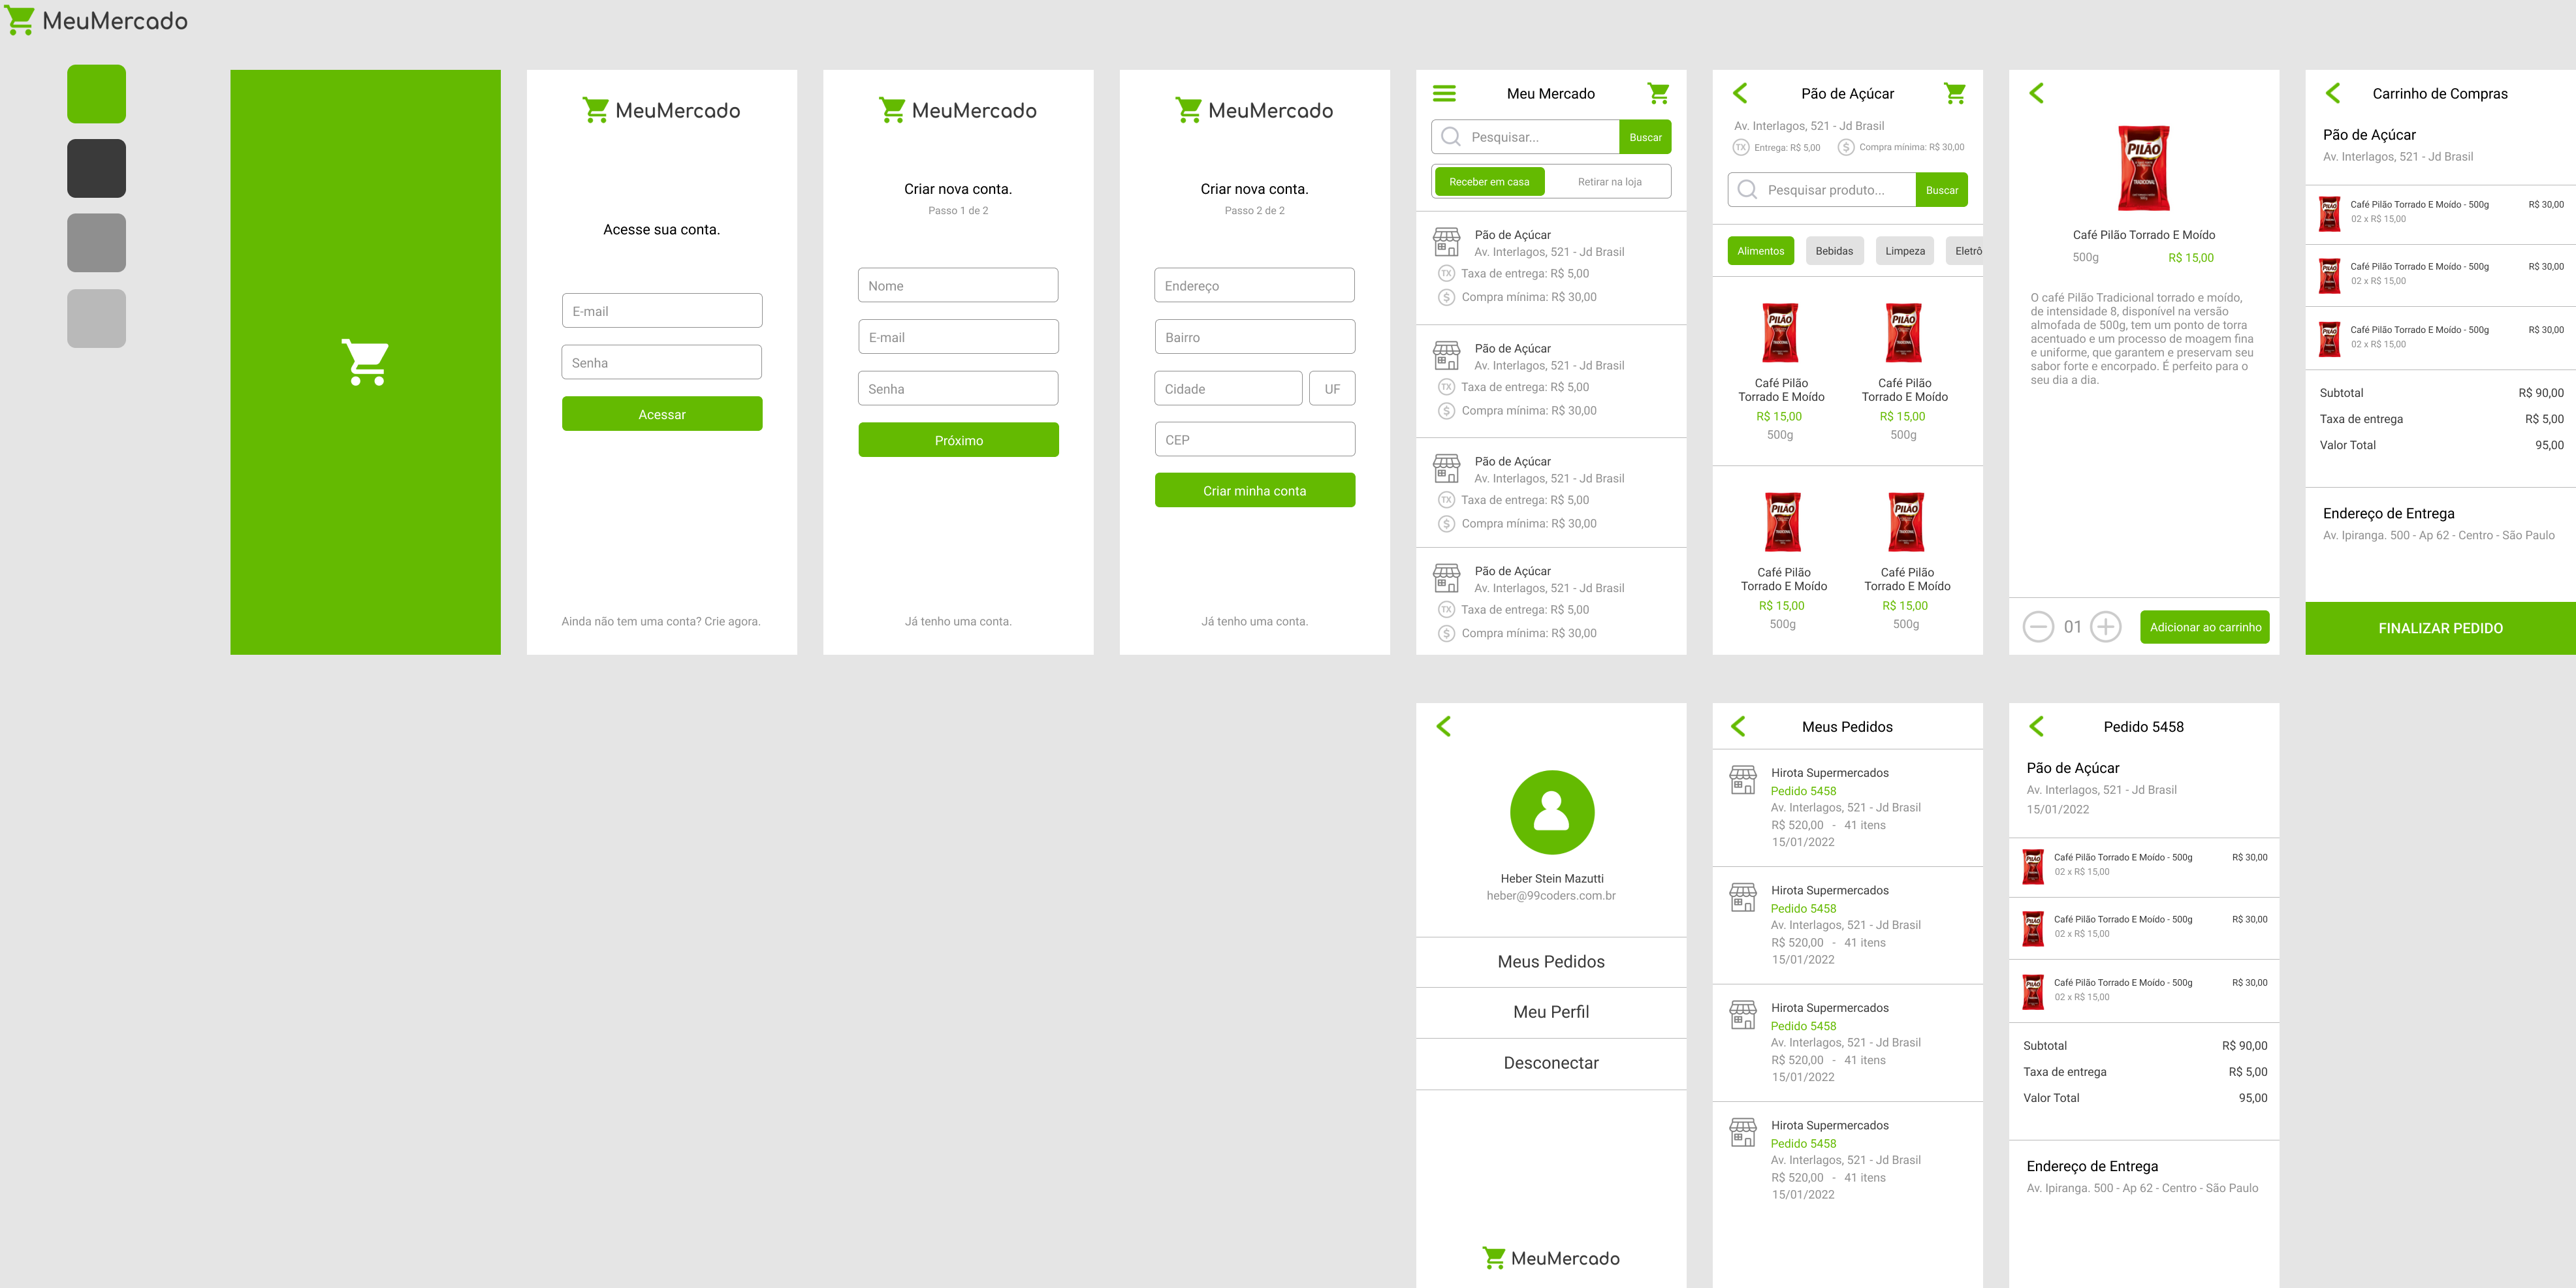 MeuMercado
MeuMercado
Acesse sua conta.
E-mail
Senha
Acessar
Ainda não tem uma conta? Crie agora.
MeuMercado
Criar nova conta.
Passo 1 de 2
Nome
E-mail
Senha
Próximo
Já tenho uma conta.
MeuMercado
Criar nova conta.
Passo 2 de 2
Endereço
Bairro
Cidade
UF
CEP
Criar minha conta
Já tenho uma conta.
Meu Mercado
Pesquisar...
Buscar
Receber em casa
Retirar na loja
Pão de Açúcar
Av. Interlagos, 521 - Jd Brasil
TX Taxa de entrega: R$ 5,00
$ Compra mínima: R$ 30,00
Pão de Açúcar
Av. Interlagos, 521 - Jd Brasil
TX Taxa de entrega: R$ 5,00
$ Compra mínima: R$ 30,00
Pão de Açúcar
Av. Interlagos, 521 - Jd Brasil
TX Taxa de entrega: R$ 5,00
$ Compra mínima: R$ 30,00
Pão de Açúcar
Av. Interlagos, 521 - Jd Brasil
TX Taxa de entrega: R$ 5,00
$ Compra mínima: R$ 30,00
Pão de Açúcar
Av. Interlagos, 521 - Jd Brasil
TX Entrega: R$ 5,00 $ Compra mínima: R$ 30,00
Pesquisar produto...
Buscar
Alimentos Bebidas Limpeza Eletrô
PILÃO PILÃO
Café Pilão
Torrado E Moído
R$ 15,00
500g
Café Pilão
Torrado E Moído
R$ 15,00
500g
PILÃO PILÃO
Café Pilão
Torrado E Moído
R$ 15,00
500g
Café Pilão
Torrado E Moído
R$ 15,00
500g
PILÃO
TRADICIONAL
Café Pilão Torrado E Moído
500g R$ 15,00
O café Pilão Tradicional torrado e moído,
de intensidade 8, disponível na versão
almofada de 500g, tem um ponto de torra
acentuado e um processo de moagem fina
e uniforme, que garantem e preservam seu
sabor forte e encorpado. É perfeito para o
seu dia a dia.
01
Adicionar ao carrinho
Carrinho de Compras
Pão de Açúcar
Av. Interlagos, 521 - Jd Brasil
PILÃO
Café Pilão Torrado E Moído - 500g R$ 30,00
02 x R$ 15,00
PILÃO
Café Pilão Torrado E Moído - 500g R$ 30,00
02 x R$ 15,00
PILÃO
Café Pilão Torrado E Moído - 500g R$ 30,00
02 x R$ 15,00
Subtotal R$ 90,00
Taxa de entrega R$ 5,00
Valor Total 95,00
Endereço de Entrega
Av. Ipiranga. 500 - Ap 62 - Centro - São Paulo
FINALIZAR PEDIDO
Heber Stein Mazutti
heber@99coders.com.br
Meus Pedidos
Meu Perfil
Desconectar
MeuMercado
Meus Pedidos
Hirota Supermercados
Pedido 5458
Av. Interlagos, 521 - Jd Brasil
R$ 520,00 - 41 itens
15/01/2022
Hirota Supermercados
Pedido 5458
Av. Interlagos, 521 - Jd Brasil
R$ 520,00 - 41 itens
15/01/2022
Hirota Supermercados
Pedido 5458
Av. Interlagos, 521 - Jd Brasil
R$ 520,00 - 41 itens
15/01/2022
Hirota Supermercados
Pedido 5458
Av. Interlagos, 521 - Jd Brasil
R$ 520,00 - 41 itens
15/01/2022
Pedido 5458
Pão de Açúcar
Av. Interlagos, 521 - Jd Brasil
15/01/2022
PILÃO
Café Pilão Torrado E Moído - 500g R$ 30,00
02 x R$ 15,00
PILÃO
Café Pilão Torrado E Moído - 500g R$ 30,00
02 x R$ 15,00
PILÃO
Café Pilão Torrado E Moído - 500g R$ 30,00
02 x R$ 15,00
Subtotal R$ 90,00
Taxa de entrega R$ 5,00
Valor Total 95,00
Endereço de Entrega
Av. Ipiranga. 500 - Ap 62 - Centro - São Paulo